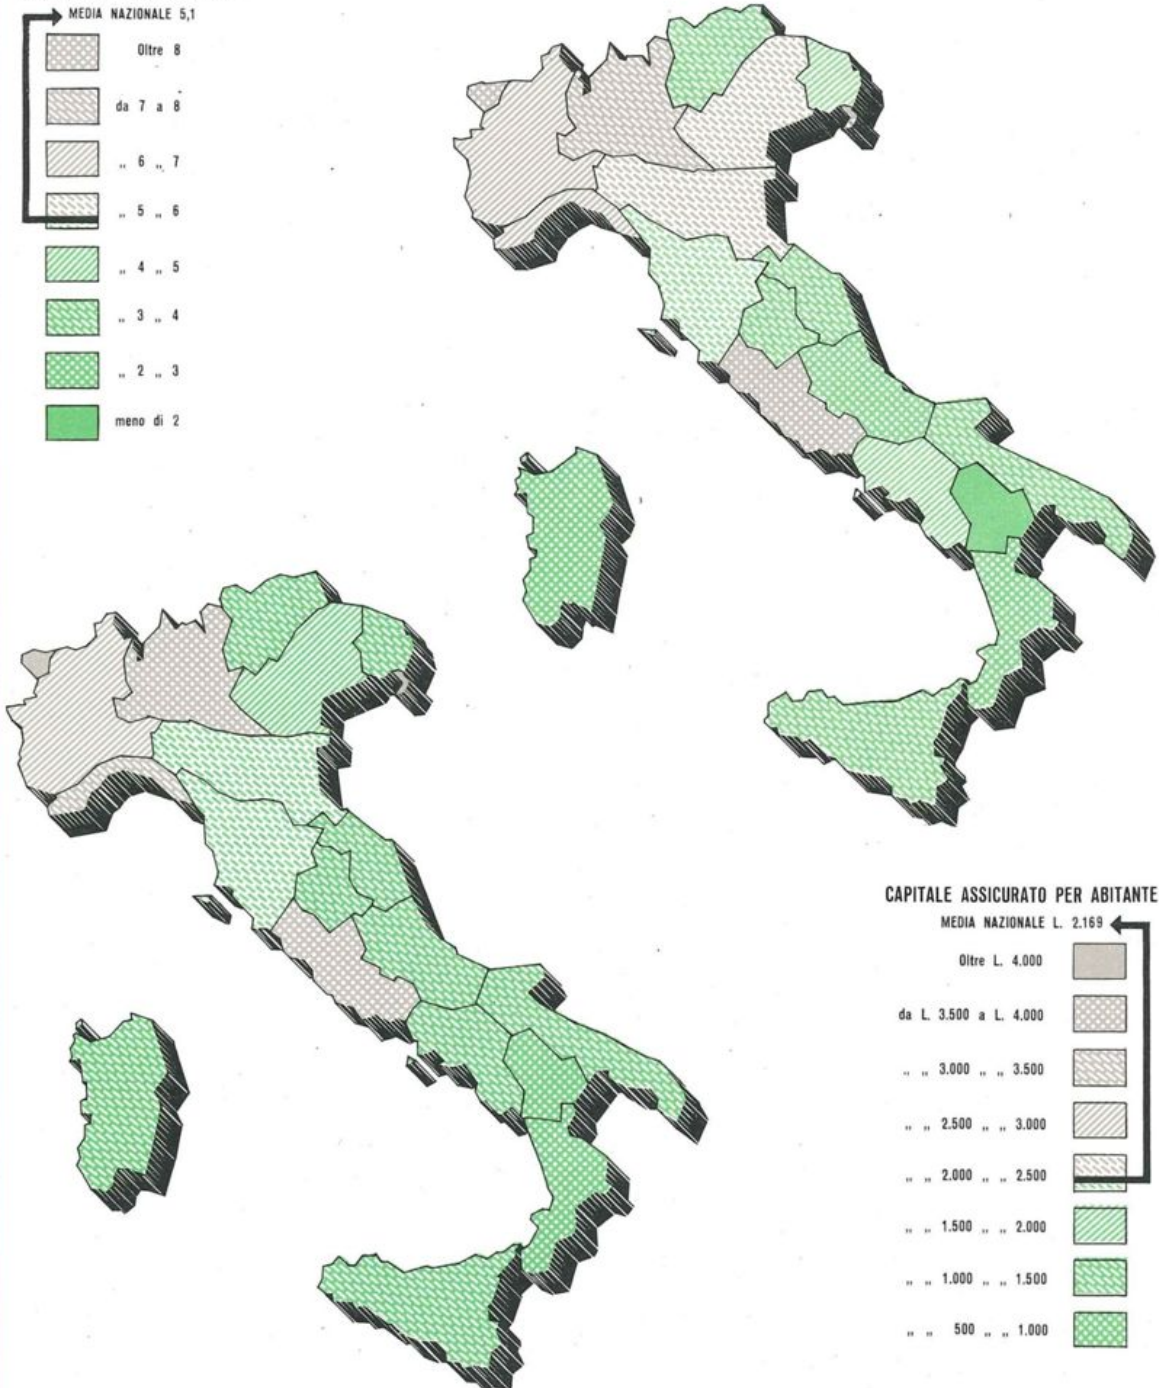 MEDIA NAZIONALE 5,1
Oltre 8
da 7 a 8
„ 6 „ 7
„ 5 „ 6
„ 4 „ 5
„ 3 „ 4
„ 2 „ 3
meno di 2
CAPITALE ASSICURATO PER ABITANTE
MEDIA NAZIONALE L. 2.169
Oltre L. 4.000
da L. 3.500 a L. 4.000
„ „ 3.000 „ „ 3.500
„ „ 2.500 „ „ 3.000
„ „ 2.000 „ „ 2.500
„ „ 1.500 „ „ 2.000
„ „ 1.000 „ „ 1.500
„ „ 500 „ „ 1.000